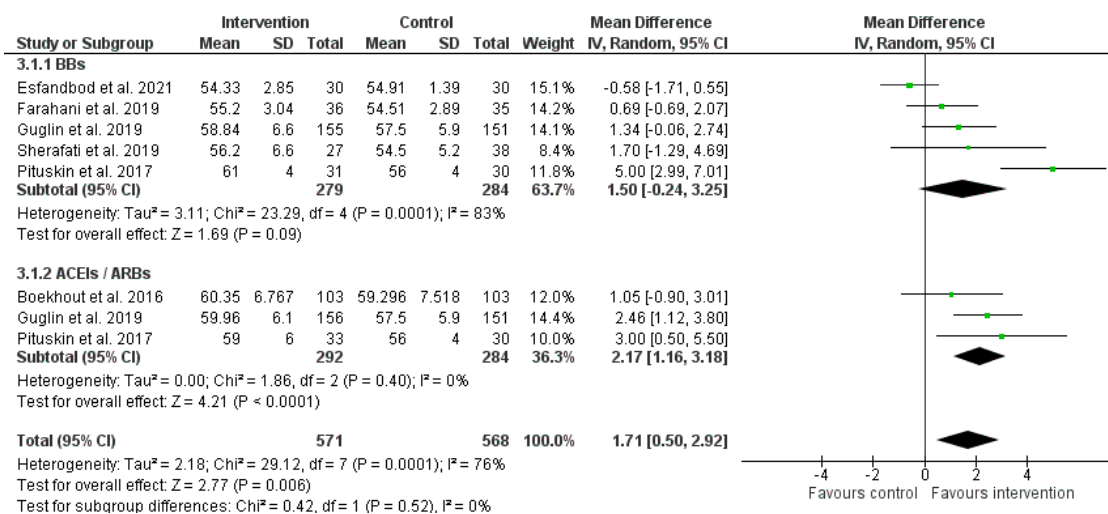 Intervention Control Mean Difference Mean Difference
Study or Subgroup Mean SD Total Mean SD Total Weight IV, Random, 95% CI IV, Random, 95% CI
3.1.1 BBs
Esfandbod et al. 2021 54.33 2.85 30 54.91 1.39 30 15.1% -0.58 [-1.71, 0.55]
Farahani et al. 2019 55.2 3.04 36 54.51 2.89 35 14.2% 0.69 [-0.69, 2.07]
Guglin et al. 2019 58.84 6.6 155 57.5 5.9 151 14.1% 1.34 [-0.06, 2.74]
Sherafati et al. 2019 56.2 6.6 27 54.5 5.2 38 8.4% 1.70 [-1.29, 4.69]
Pituskin et al. 2017 61 4 31 56 4 30 11.8% 5.00 [2.99, 7.01]
Subtotal (95% CI) 279 284 63.7% 1.50 [-0.24, 3.25]
Heterogeneity: Tau² = 3.11; Chi² = 23.29, df = 4 (P = 0.0001); I² = 83%
Test for overall effect: Z = 1.69 (P = 0.09)
3.1.2 ACEIs / ARBs
Boekhout et al. 2016 60.35 6.767 103 59.296 7.518 103 12.0% 1.05 [-0.90, 3.01]
Guglin et al. 2019 59.96 6.1 156 57.5 5.9 151 14.4% 2.46 [1.12, 3.80]
Pituskin et al. 2017 59 6 33 56 4 30 10.0% 3.00 [0.50, 5.50]
Subtotal (95% CI) 292 284 36.3% 2.17 [1.16, 3.18]
Heterogeneity: Tau² = 0.00; Chi² = 1.86, df = 2 (P = 0.40); I² = 0%
Test for overall effect: Z = 4.21 (P < 0.0001)
Total (95% CI) 571 568 100.0% 1.71 [0.50, 2.92]
Heterogeneity: Tau² = 2.18; Chi² = 29.12, df = 7 (P = 0.0001); I² = 76%
Test for overall effect: Z = 2.77 (P = 0.006)
Test for subgroup differences: Chi² = 0.42, df = 1 (P = 0.52), I² = 0%
-4 -2 0 2 4
Favours control Favours intervention